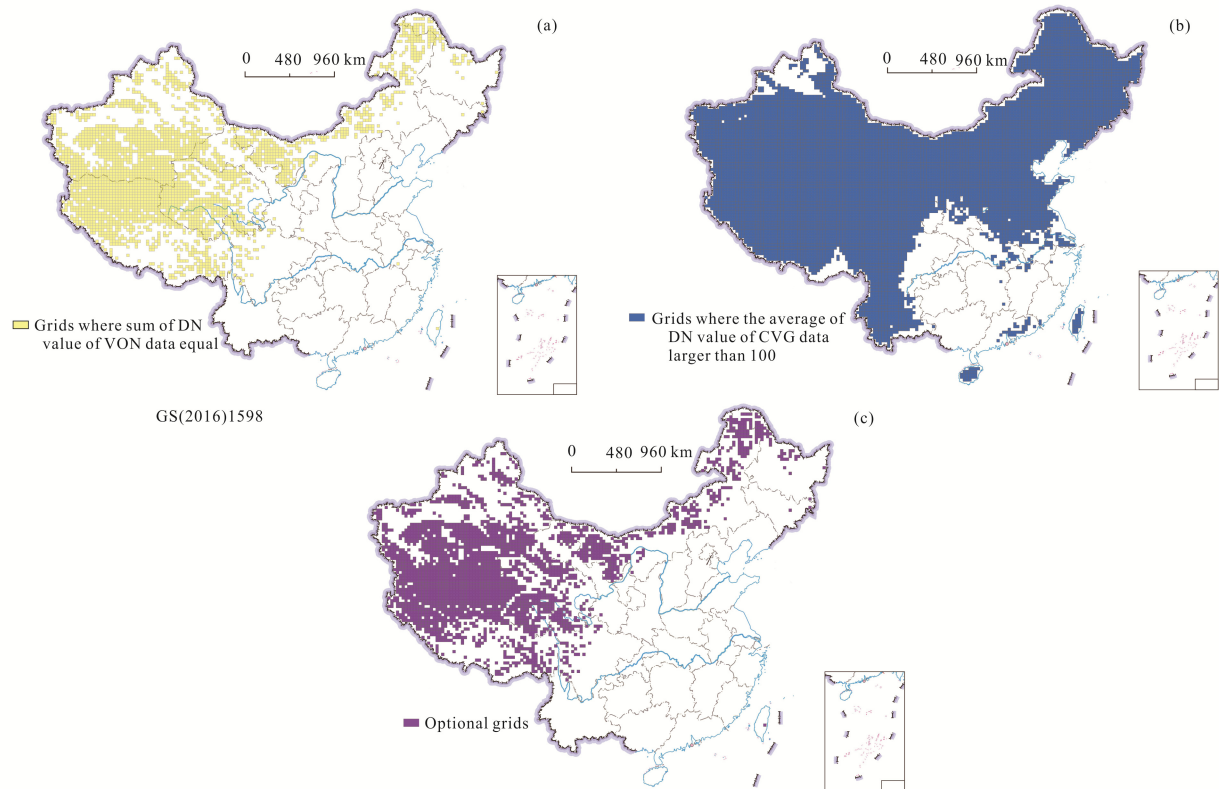 (a)
0 480 960 km
Grids where sum of DN
value of VON data equal
(b)
0 480 960 km
Grids where the average of
DN value of CVG data
larger than 100
GS(2016)1598
(c)
0 480 960 km
Optional grids